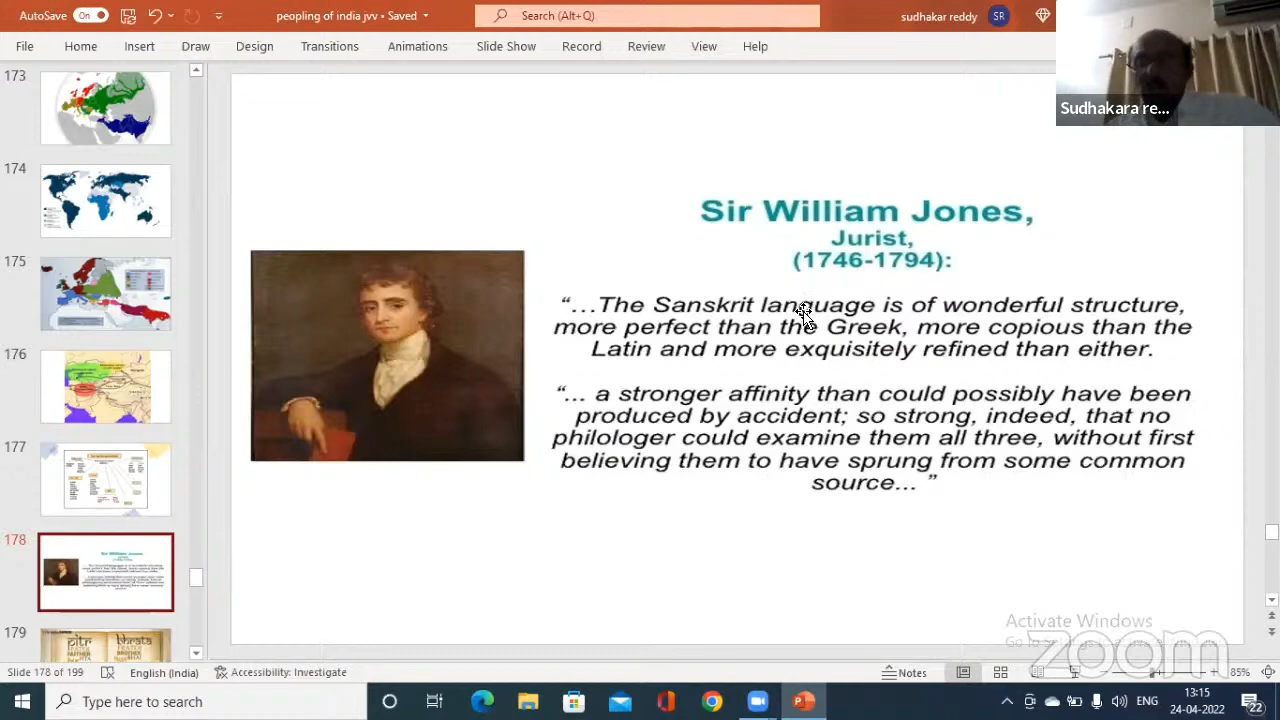 AutoSave On peopling of india jvv • Saved Search (Alt+Q) sudhakar reddy SR
File Home Insert Draw Design Transitions Animations Slide Show Record Review View Help
Sudhakara re...
173
174
175
176
177
178
179
Sir William Jones,
Jurist,
(1746-1794):
“…The Sanskrit language is of wonderful structure,
more perfect than the Greek, more copious than the
Latin and more exquisitely refined than either.
“... a stronger affinity than could possibly have been
produced by accident; so strong, indeed, that no
philologer could examine them all three, without first
believing them to have sprung from some common
source... ”
pitr bhrata
Activate Windows
zoom
Slide 178 of 199 English (India) Accessibility: Investigate Notes 85%
Type here to search ENG 13:15
24-04-2022 22